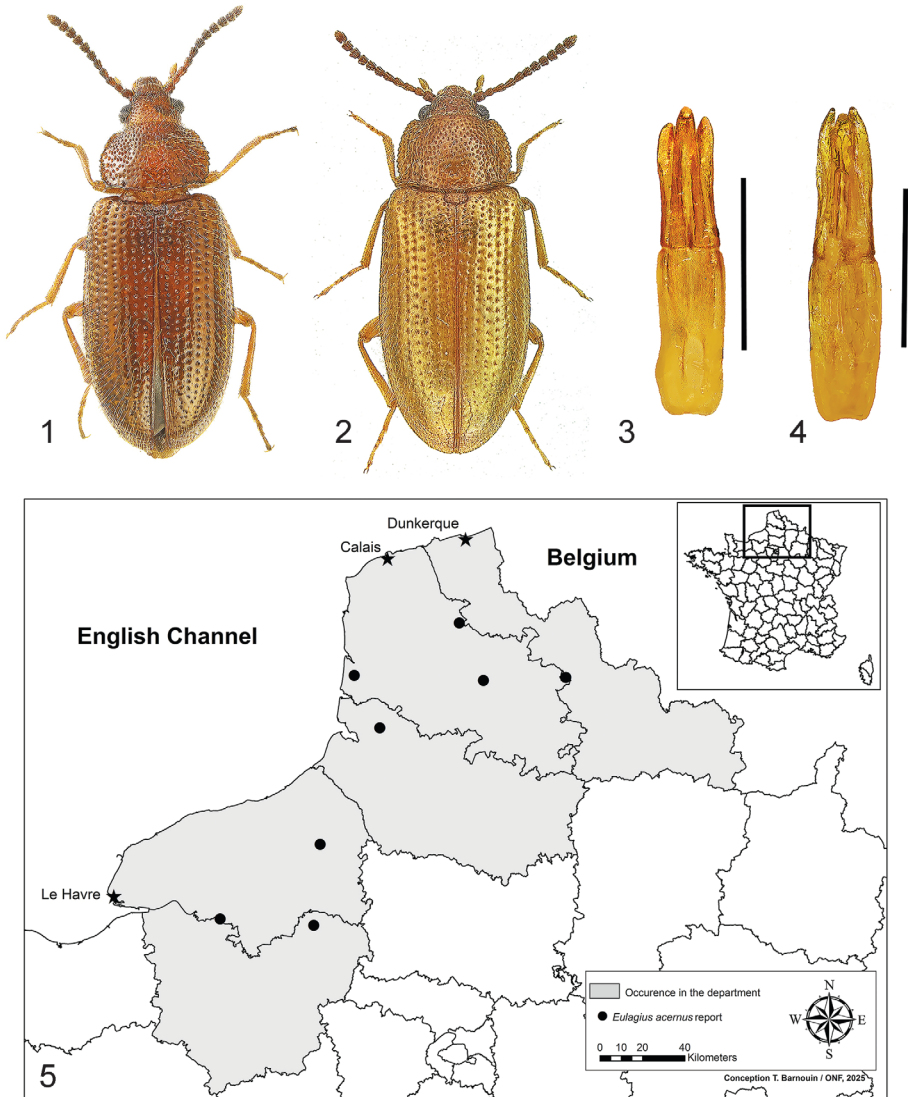 1
2
3
4
Dunkerque
Calais
Belgium
English Channel
Le Havre
Occurence in the department
Eulagius acernus report
0 10 20 40
Kilometers
N
W E
S
Conception T. Barnouin / ONF, 2025
5